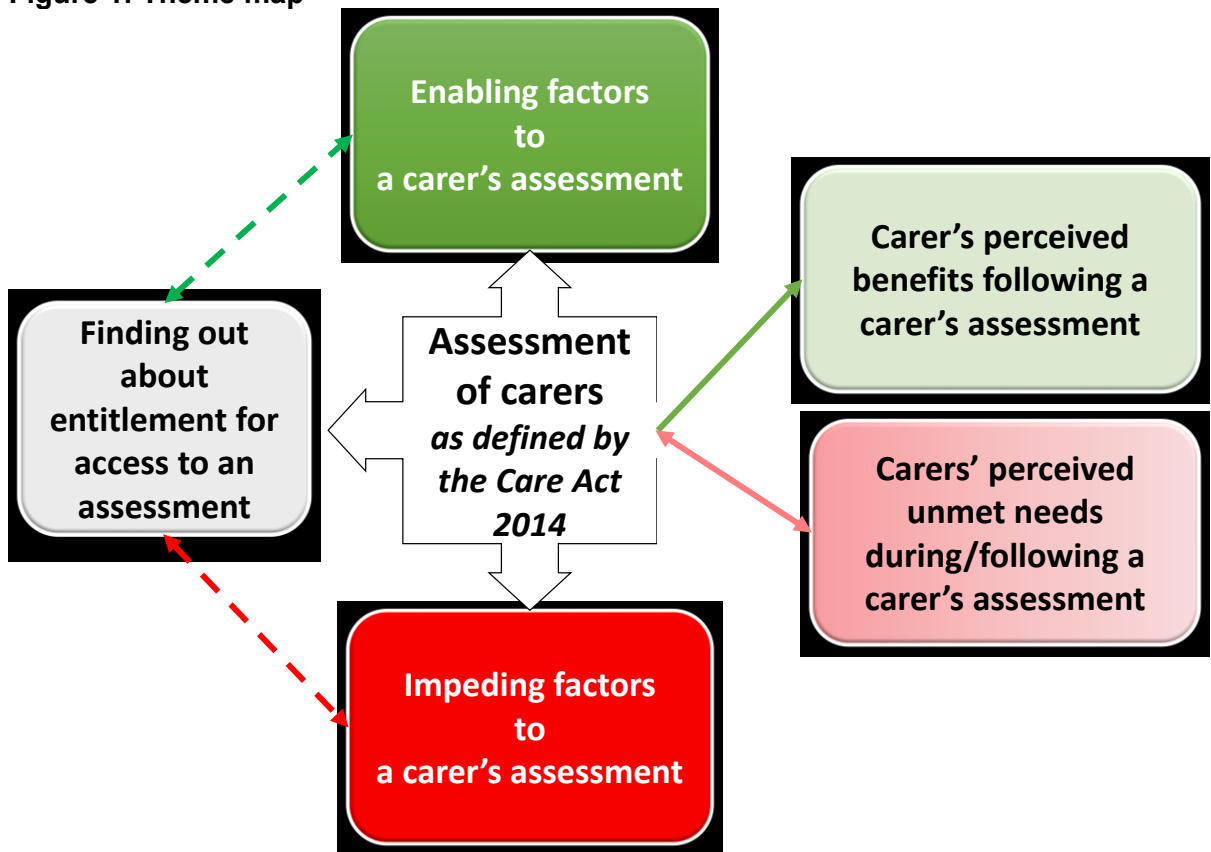 Figure 1: Theme map
Enabling factors
to
a carer’s assessment
Finding out
about
entitlement for
access to an
assessment
Assessment
of carers
as defined by
the Care Act
2014
Carer’s perceived
benefits following a
carer’s assessment
Carers’ perceived
unmet needs
during/following a
carer’s assessment
Impeding factors
to
a carer’s assessment